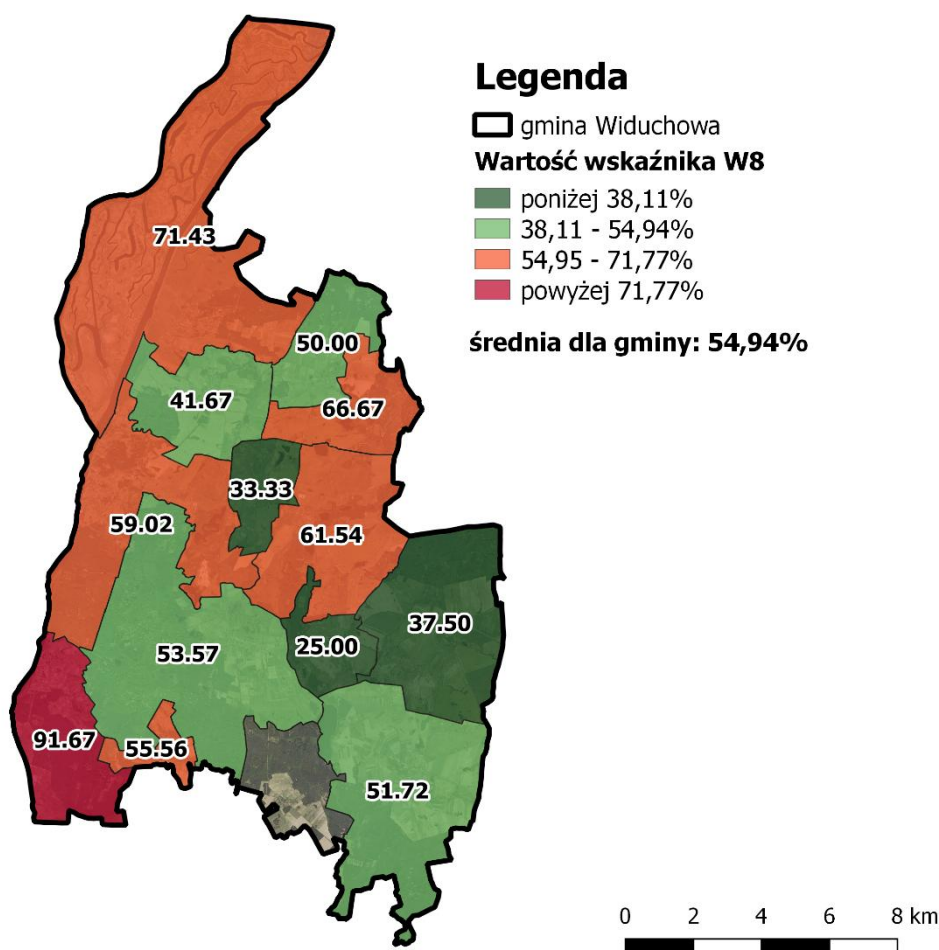 Legenda
gmina Widuchowa
Wartość wskaźnika W8
poniżej 38,11%
38,11 - 54,94%
54,95 - 71,77%
powyżej 71,77%
średnia dla gminy: 54,94%
71.43
50.00
41.67
66.67
33.33
59.02
61.54
37.50
25.00
53.57
91.67
55.56
51.72
0 2 4 6 8 km